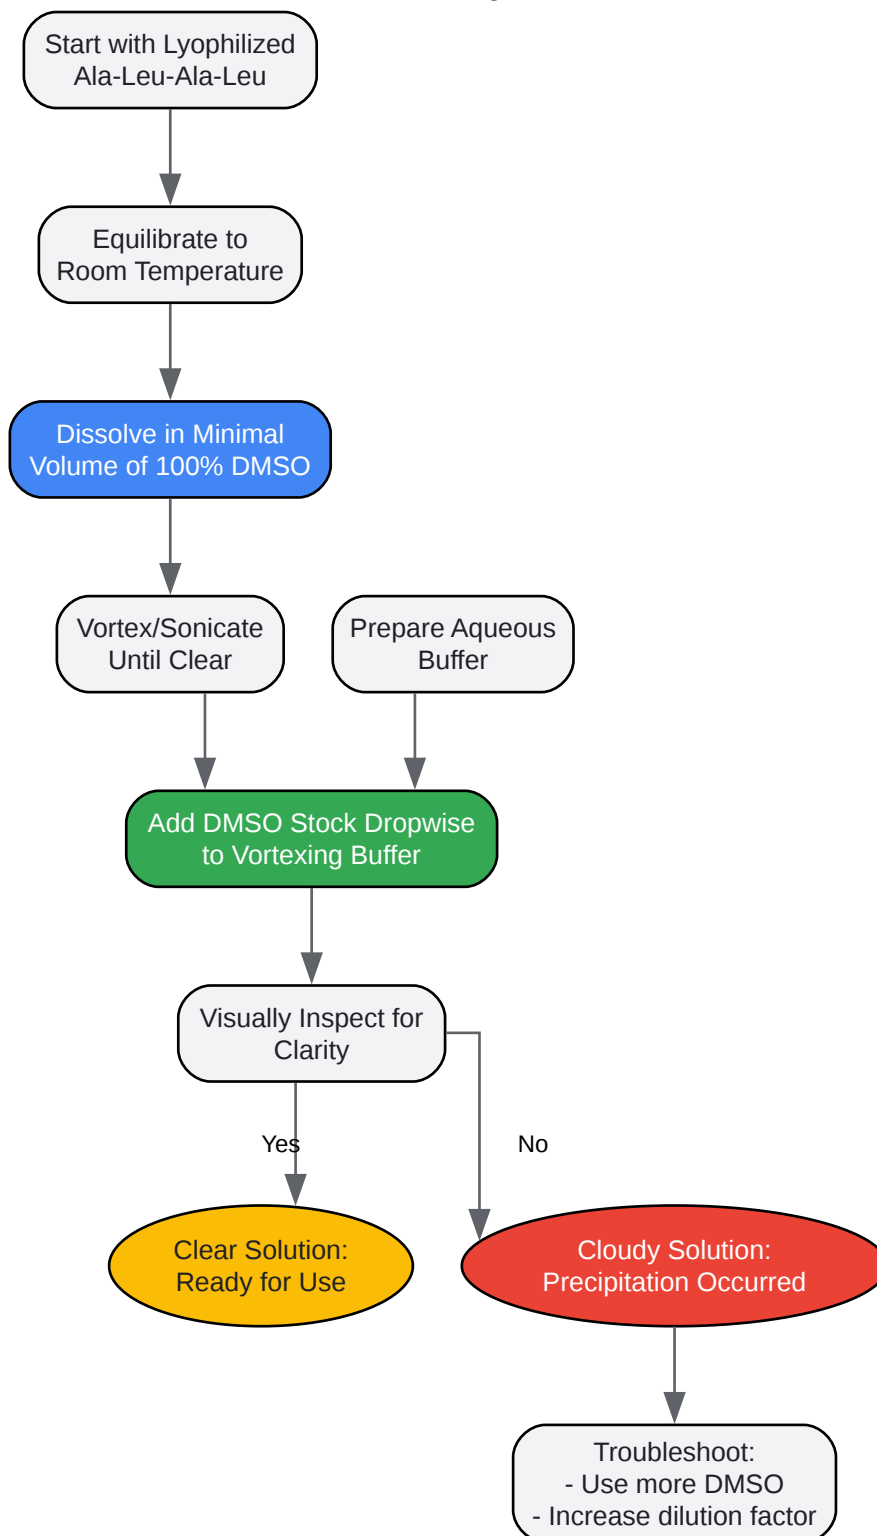 Start with Lyophilized
Ala-Leu-Ala-Leu
Equilibrate to
Room Temperature
Dissolve in Minimal
Volume of 100% DMSO
Vortex/Sonicate
Until Clear
Prepare Aqueous
Buffer
Add DMSO Stock Dropwise
to Vortexing Buffer
Visually Inspect for
Clarity
Yes
No
Clear Solution:
Ready for Use
Cloudy Solution:
Precipitation Occurred
Troubleshoot:
- Use more DMSO
- Increase dilution factor